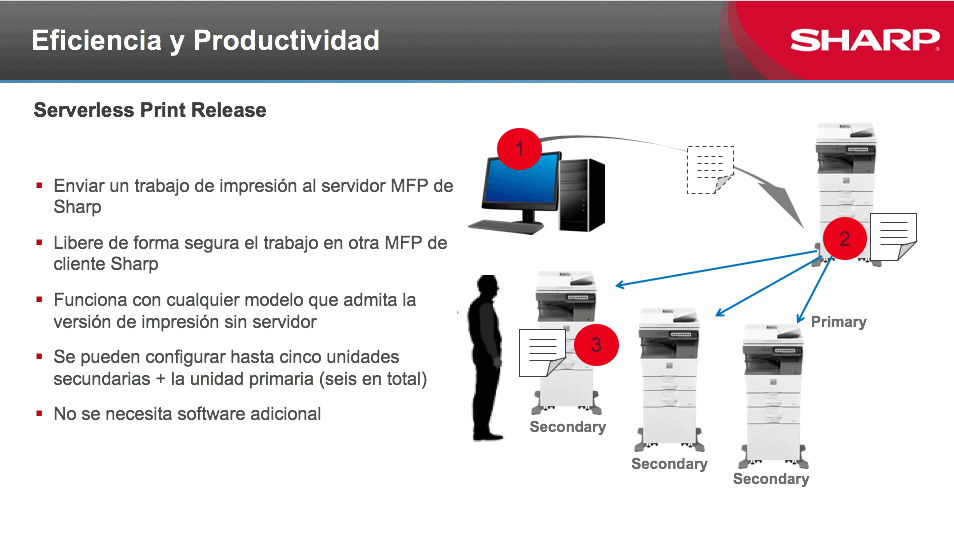 Eficiencia y Productividad
SHARP
Serverless Print Release
Enviar un trabajo de impresión al servidor MFP de
Sharp
Libere de forma segura el trabajo en otra MFP de
cliente Sharp
Funciona con cualquier modelo que admita la
versión de impresión sin servidor
Se pueden configurar hasta cinco unidades
secundarias + la unidad primaria (seis en total)
No se necesita software adicional
1
2
Primary
3
Secondary
Secondary
Secondary